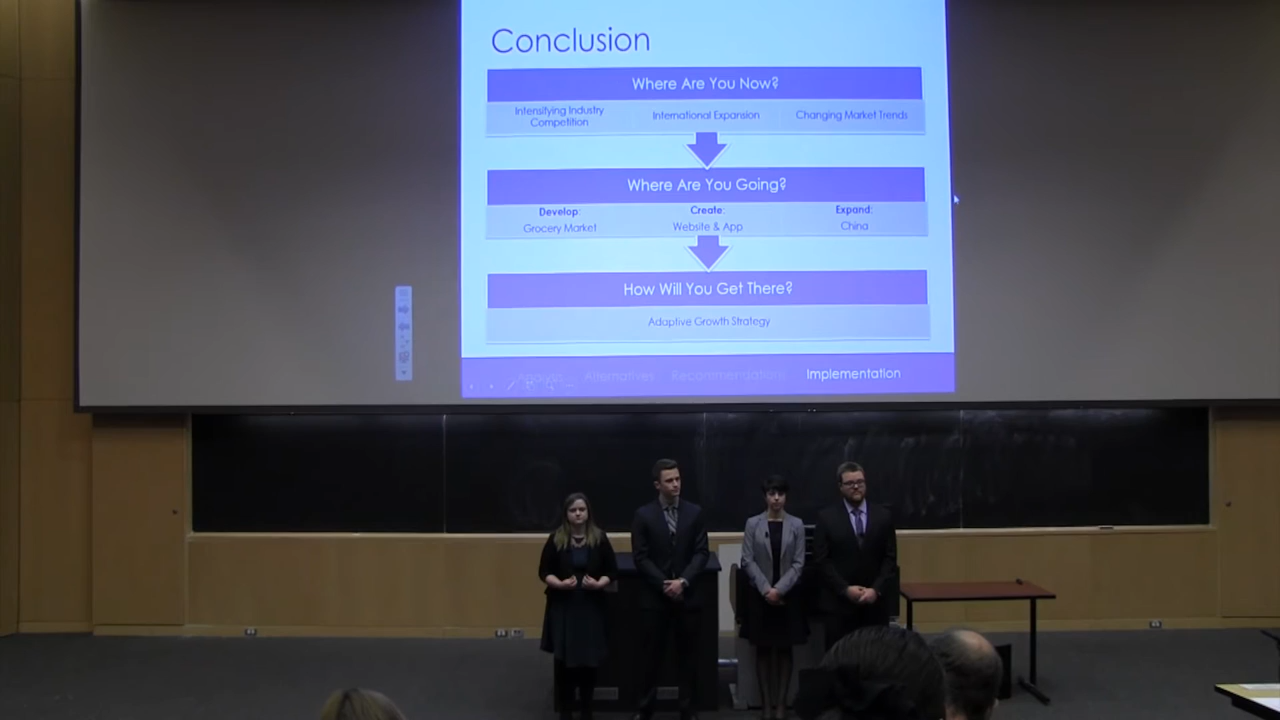 Conclusion
Where Are You Now?
Intensifying Industry
Competition
International Expansion
Changing Market Trends
Where Are You Going?
Develop:
Grocery Market
Create:
Website & App
Expand:
China
How Will You Get There?
Adaptive Growth Strategy
Analysis Alternatives Recommendations Implementation